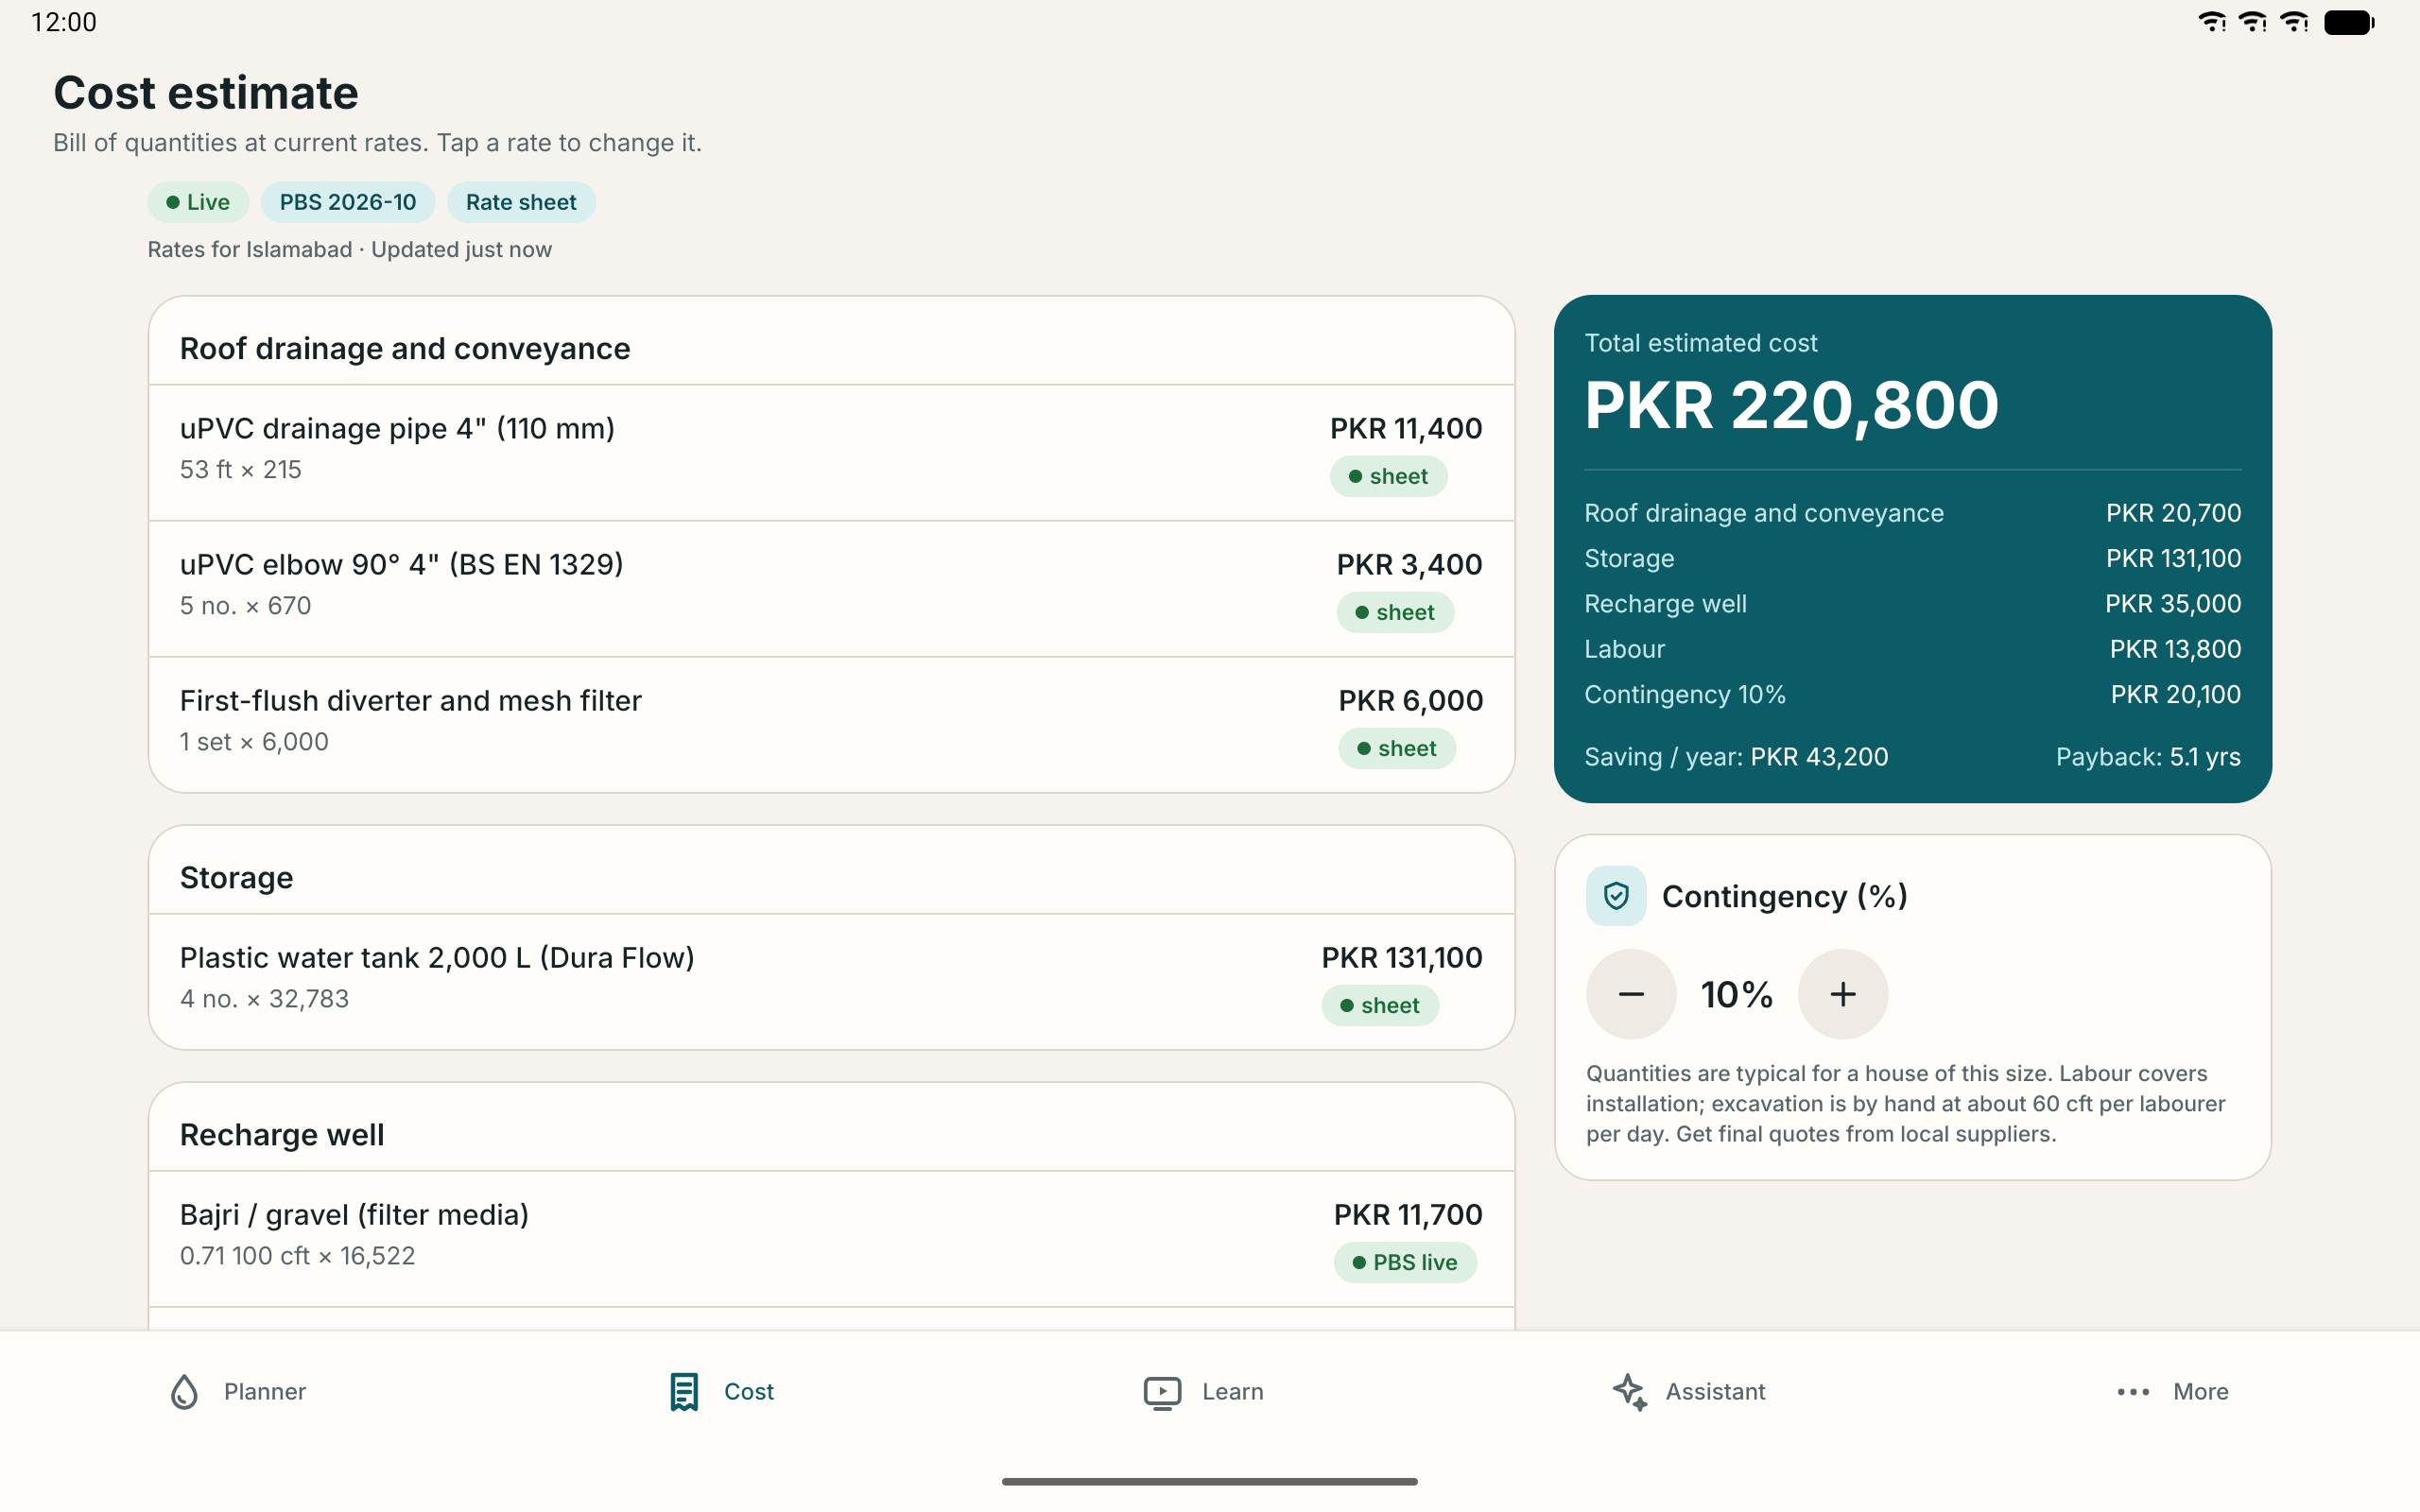 12:00
Cost estimate
Bill of quantities at current rates. Tap a rate to change it.
Live
PBS 2026-10
Rate sheet
Rates for Islamabad · Updated just now
Roof drainage and conveyance
uPVC drainage pipe 4" (110 mm)
PKR 11,400
53 ft × 215
sheet
uPVC elbow 90° 4" (BS EN 1329)
PKR 3,400
5 no. × 670
sheet
First-flush diverter and mesh filter
PKR 6,000
1 set × 6,000
sheet
Storage
Plastic water tank 2,000 L (Dura Flow)
PKR 131,100
4 no. × 32,783
sheet
Recharge well
Bajri / gravel (filter media)
PKR 11,700
0.71 100 cft × 16,522
PBS live
Total estimated cost
PKR 220,800
Roof drainage and conveyance PKR 20,700
Storage PKR 131,100
Recharge well PKR 35,000
Labour PKR 13,800
Contingency 10% PKR 20,100
Saving / year: PKR 43,200 Payback: 5.1 yrs
Contingency (%)
− 10% +
Quantities are typical for a house of this size. Labour covers
installation; excavation is by hand at about 60 cft per labourer
per day. Get final quotes from local suppliers.
Planner
Cost
Learn
Assistant
More